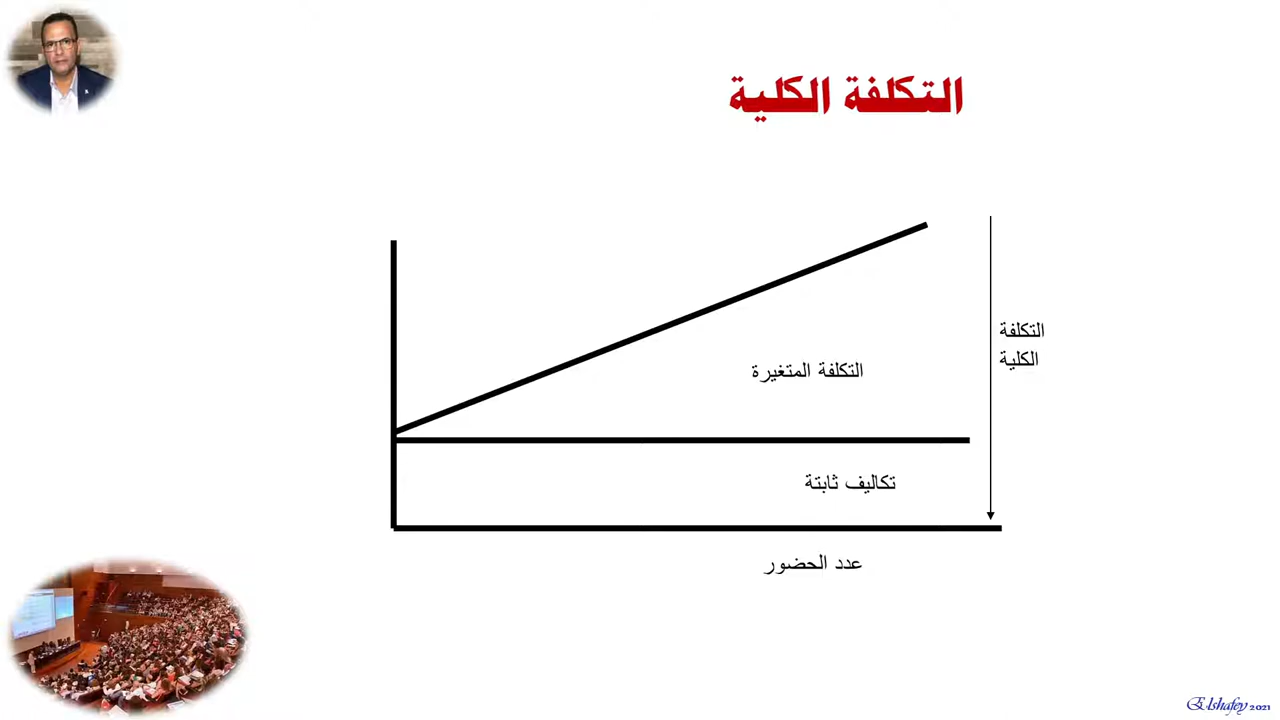 التكلفة الكلية
التكلفة
الكلية
التكلفة المتغيرة
تكاليف ثابتة
عدد الحضور
Elshafey 2021